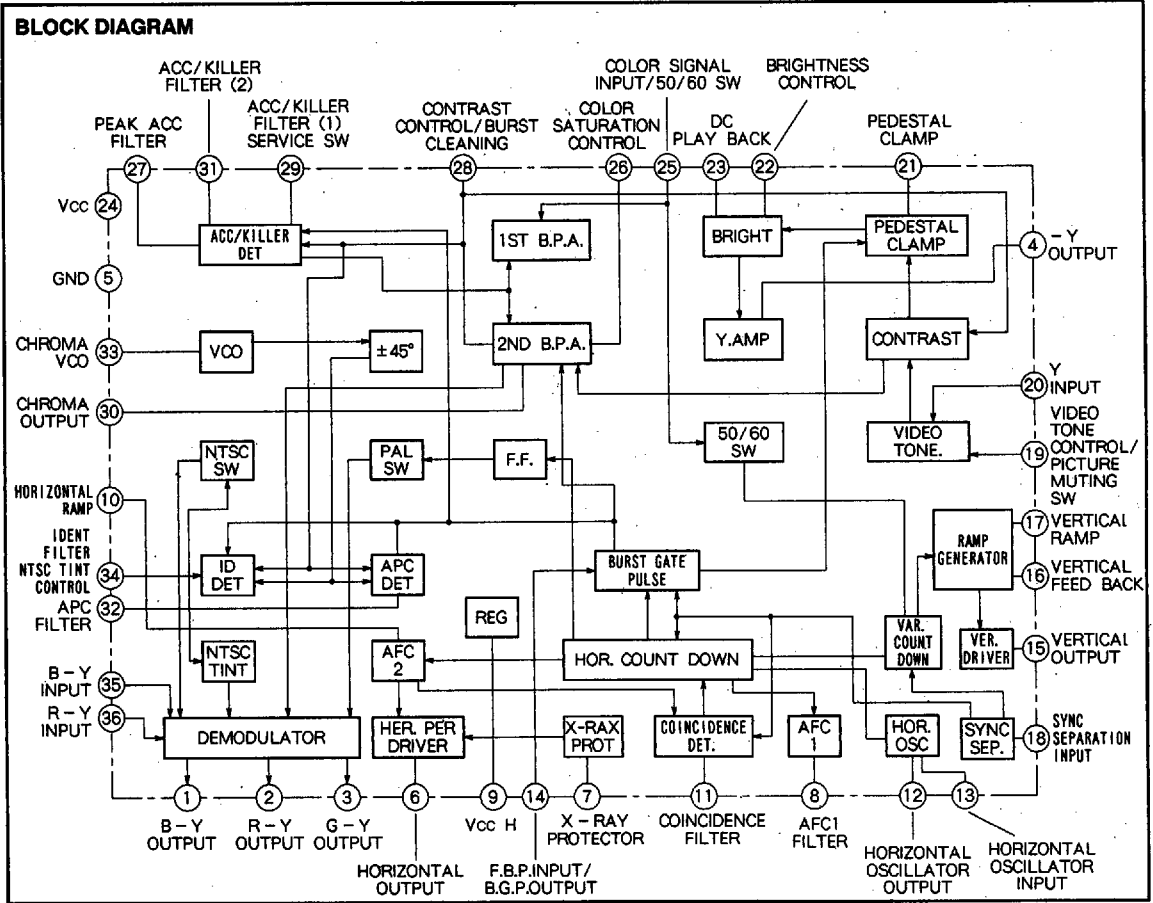 BLOCK DIAGRAM
ACC/KILLER
FILTER (2)
ACC/KILLER
FILTER (1)
SERVICE SW
PEAK ACC
FILTER
CONTRAST
CONTROL/BURST
CLEANING
COLOR
SATURATION
CONTROL
COLOR SIGNAL
INPUT/50/60 SW
DC
PLAY BACK
BRIGHTNESS
CONTROL
PEDESTAL
CLAMP
27
31
29
28
26
25
23
22
21
Vcc 24
GND 5
CHROMA
VCO
33
CHROMA
OUTPUT
30
HORIZONTAL
RAMP
10
IDENT
FILTER
NTSC TINT
CONTROL
34
APC
FILTER
32
B-Y
INPUT
35
R-Y
INPUT
36
ACC/KILLER
DET
1ST B.P.A.
BRIGHT
PEDESTAL
CLAMP
VCO
±45°
2ND B.P.A.
Y.AMP
CONTRAST
NTSC
SW
PAL
SW
F.F.
50/60
SW
VIDEO
TONE.
ID
DET
APC
DET
BURST GATE
PULSE
RAMP
GENERATOR
REG
NTSC
TINT
AFC
2
HOR. COUNT DOWN
VAR.
COUNT
DOWN
VER.
DRIVER
DEMODULATOR
HER. PER
DRIVER
X-RAX
PROT
COINCIDENCE
DET.
AFC
1
HOR.
OSC
SYNC
SEP.
4
-Y
OUTPUT
20
Y
INPUT
19
VIDEO
TONE
CONTROL/
PICTURE
MUTING
SW
17
VERTICAL
RAMP
16
VERTICAL
FEED BACK
15
VERTICAL
OUTPUT
18
SYNC
SEPARATION
INPUT
1
2
3
6
9
14
7
11
8
12
13
B-Y
OUTPUT
R-Y
OUTPUT
G-Y
OUTPUT
HORIZONTAL
OUTPUT
Vcc H
F.B.P.INPUT/
B.G.P.OUTPUT
X-RAY
PROTECTOR
COINCIDENCE
FILTER
AFC1
FILTER
HORIZONTAL
OSCILLATOR
OUTPUT
HORIZONTAL
OSCILLATOR
INPUT